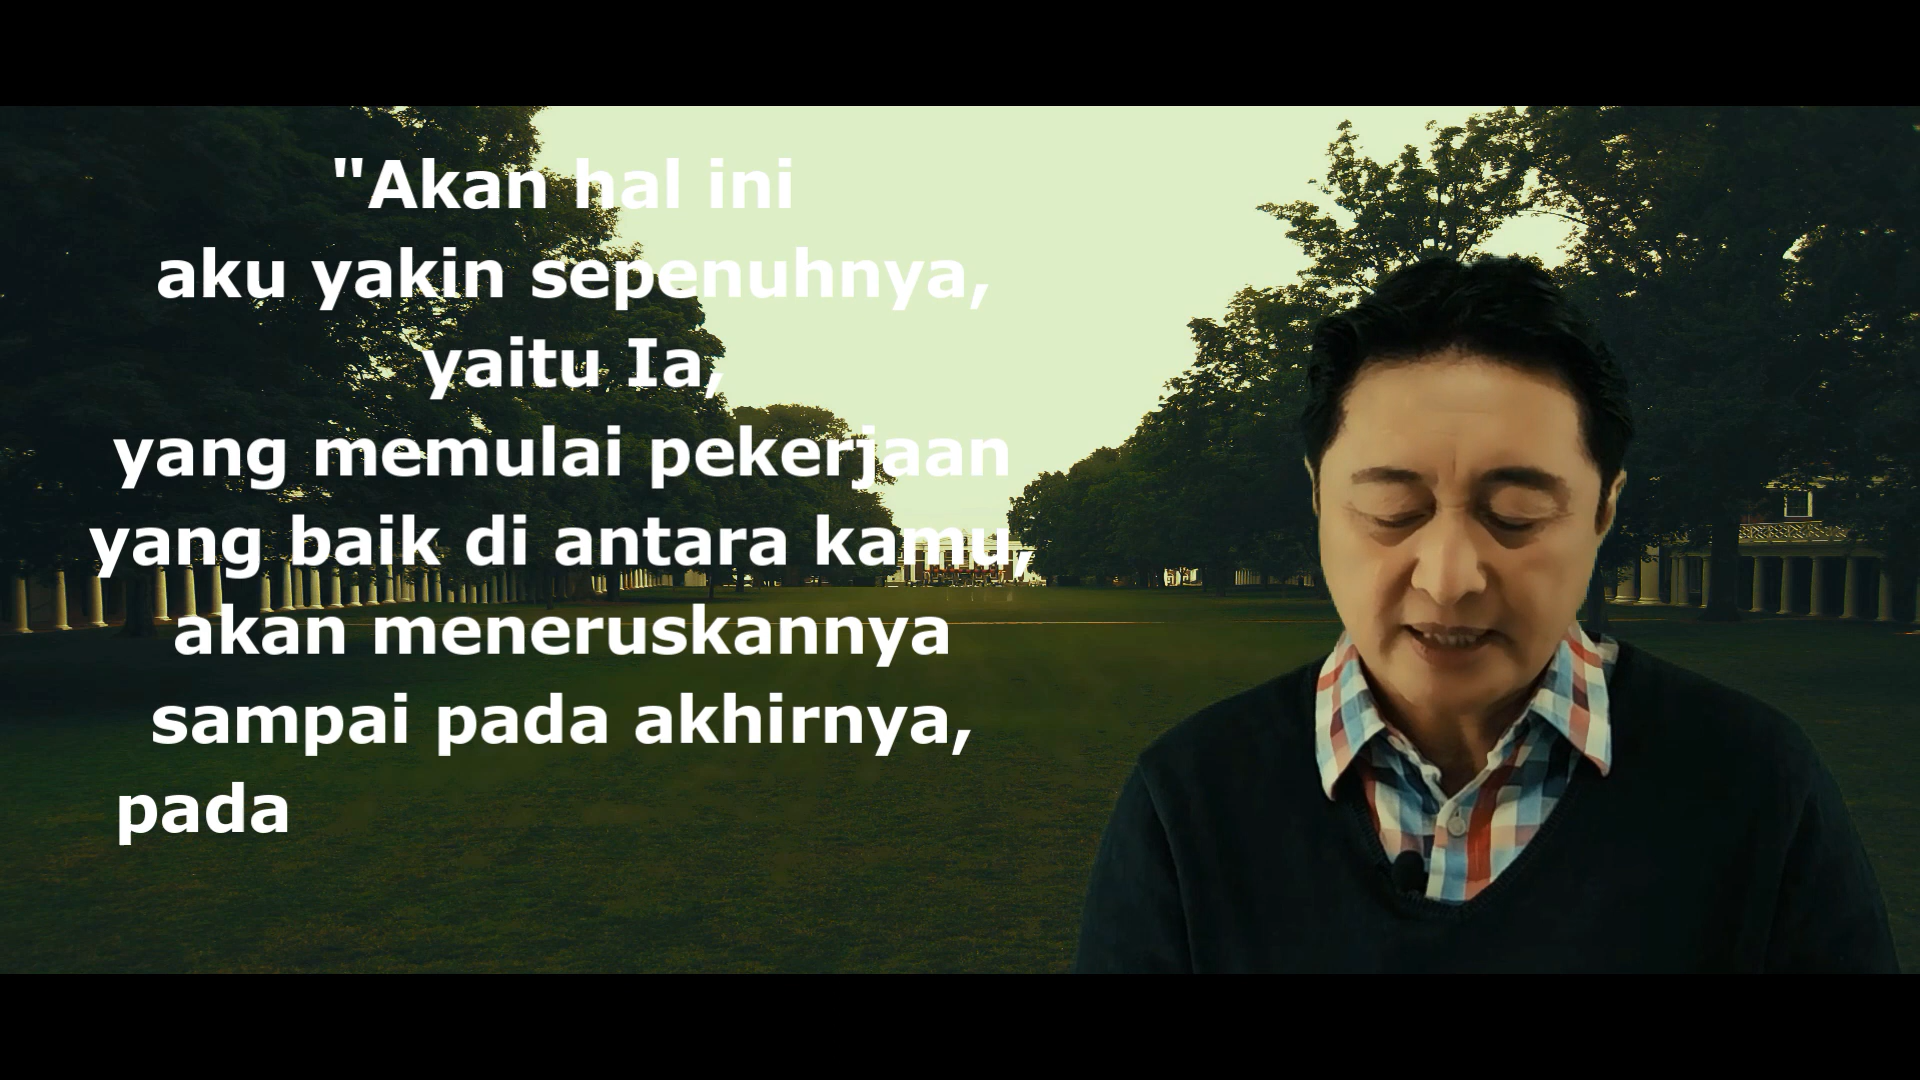 "Akan hal ini
aku yakin sepenuhnya,
yaitu Ia,
yang memulai pekerjaan
yang baik di antara kamu,
akan meneruskannya
sampai pada akhirnya,
pada